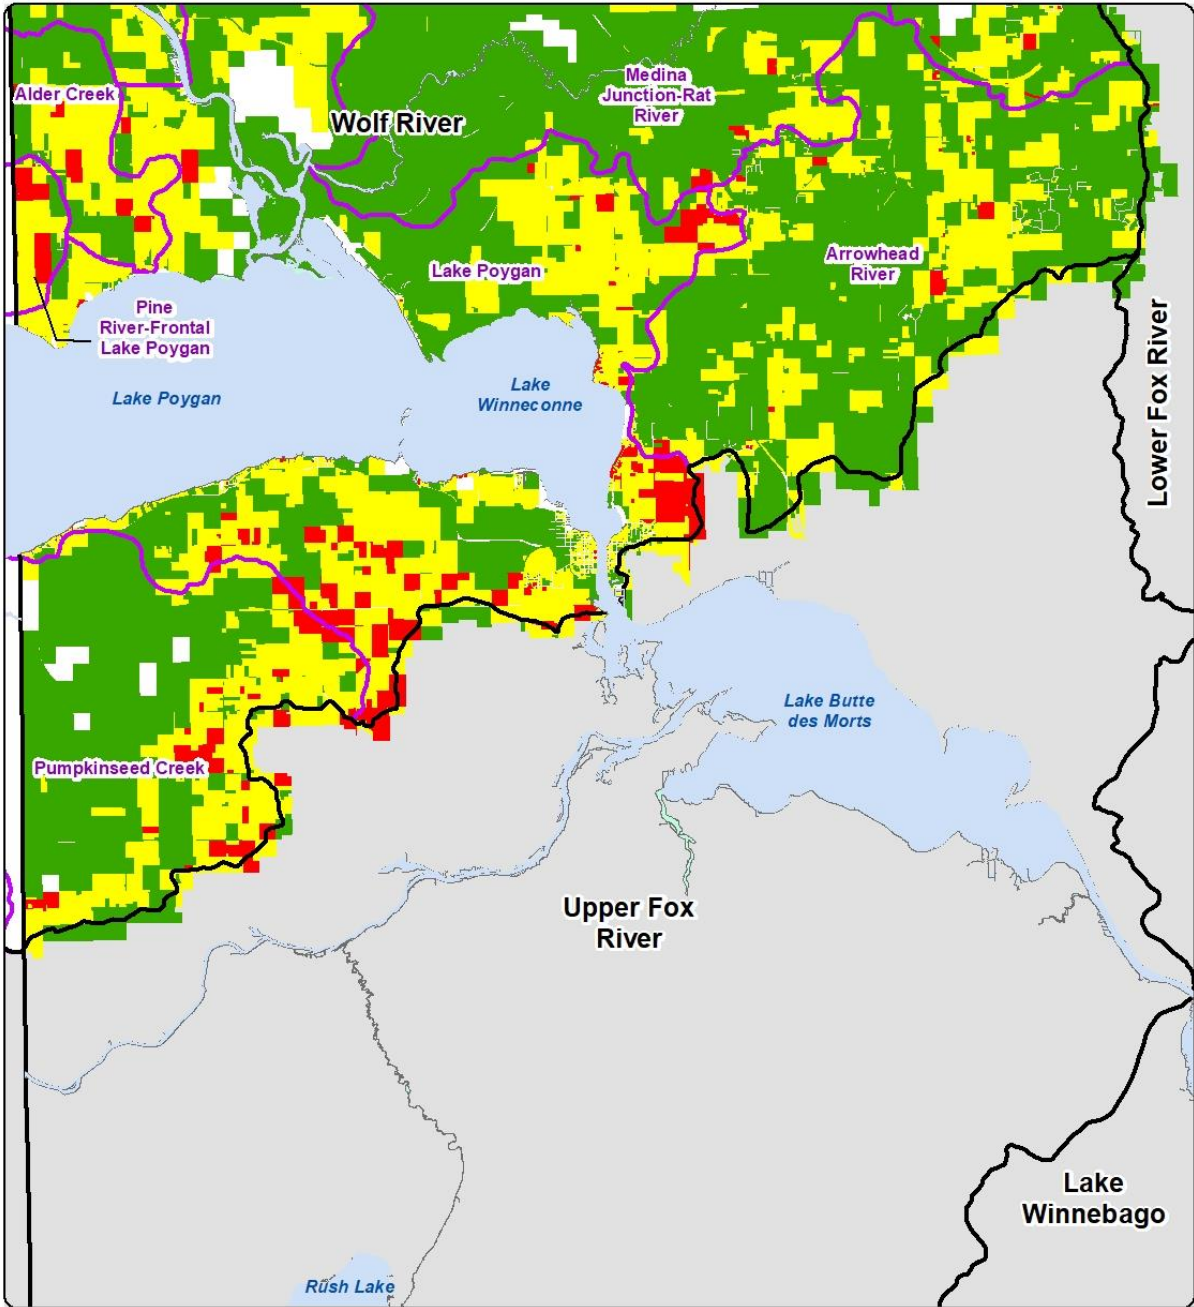 Alder Creek
Wolf River
Medina
Junction-Rat
River
Lake Poygan
Arrowhead
River
Pine
River-Frontal
Lake Poygan
Lake Poygan
Lake
Winneconne
Lower Fox River
Lake Butte
des Morts
Pumpkinseed Creek
Upper Fox
River
Lake
Winnebago
Rush Lake